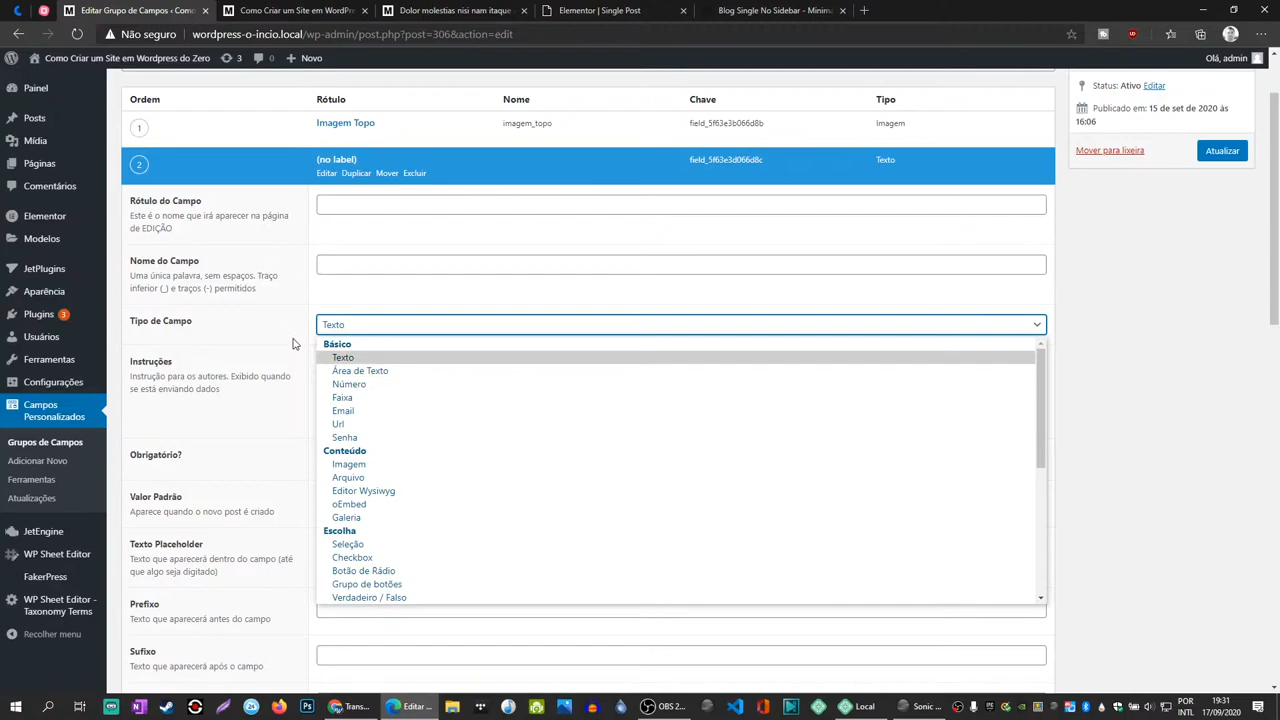 Editar Grupo de Campos ‹ Como
Como Criar um Site em WordPre
Dolor molestias nihil ut itaque
Elementor | Single Post
Blog Stilgle No Sidebar - Minima
Não seguro
wordpress-o-incio.local/wp-admin/post.php?post=306&action=edit
Como Criar um Site em Wordpress do Zero
3
0
Novo
Olá, admin
Painel
Posts
Mídia
Páginas
Comentários
Elementor
Modelos
JetPlugins
Aparência
Plugins 3
Usuários
Ferramentas
Configurações
Campos
Personalizados
Grupos de Campos
Adicionar Novo
Ferramentas
Atualizações
JetEngine
WP Sheet Editor
FakerPress
WP Sheet Editor -
Taxonomy Terms
Recolher menu
Ordem Rótulo Nome Chave Tipo
1 Imagem Topo imagem_topo field_5f63e3b066d8b Imagem
2 (no label) field_5f63e3d066d8c Texto
Editar Duplicar Mover Excluir
Rótulo do Campo
Este é o nome que irá aparecer na página
de EDIÇÃO
Nome do Campo
Uma única palavra, sem espaços. Traço
inferior (_) e traços (-) permitidos
Tipo de Campo
Texto
Básico
Texto
Área de Texto
Número
Faixa
Email
Url
Senha
Conteúdo
Imagem
Arquivo
Editor Wysiwyg
oEmbed
Galeria
Escolha
Seleção
Checkbox
Botão de Rádio
Grupo de botões
Verdadeiro / Falso
Instruções
Instrução para os autores. Exibido quando
se está enviando dados
Obrigatório?
Valor Padrão
Aparece quando o novo post é criado
Texto Placeholder
Texto que aparecerá dentro do campo (até
que algo seja digitado)
Prefixo
Texto que aparecerá antes do campo
Sufixo
Texto que aparecerá após o campo
Status: Ativo Editar
Publicado em: 15 de set de 2020 às
16:06
Mover para lixeira
Atualizar
Trans...
Editar ...
OBS 2...
Local
Sonic ...
POR
INTL
19:31
17/09/2020